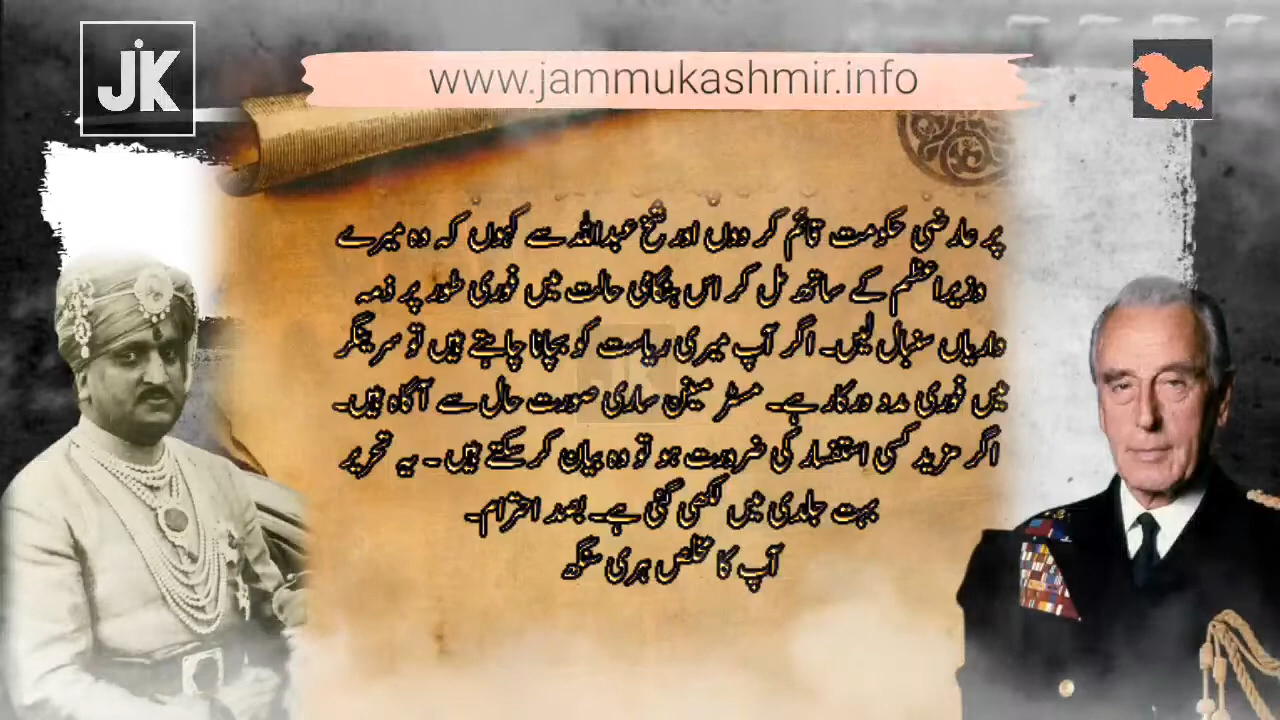 JK
www.jammukashmir.info
پر عارضی حکومت قائم کر دوں اور شیخ عبداللہ سے کہوں کہ وہ میرے
وزیراعظم کے ساتھ مل کر اس ہنگامی حالت میں فوری طور پر ذمہ
داریاں سنبال لیں۔ اگر آپ میری ریاست کو بچانا چاہتے ہیں تو سرینگر
میں فوری مدد درکار ہے۔ مسٹر مینن ساری صورت حال سے آگاہ ہیں۔
اگر مزید کسی استفسار کی ضرورت ہو تو وہ بیان کر سکتے ہیں ۔ یہ تحریر
بہت جلدی میں لکھی گئی ہے۔ بصد احترام۔
آپ کا مخلص ہری سنگھ